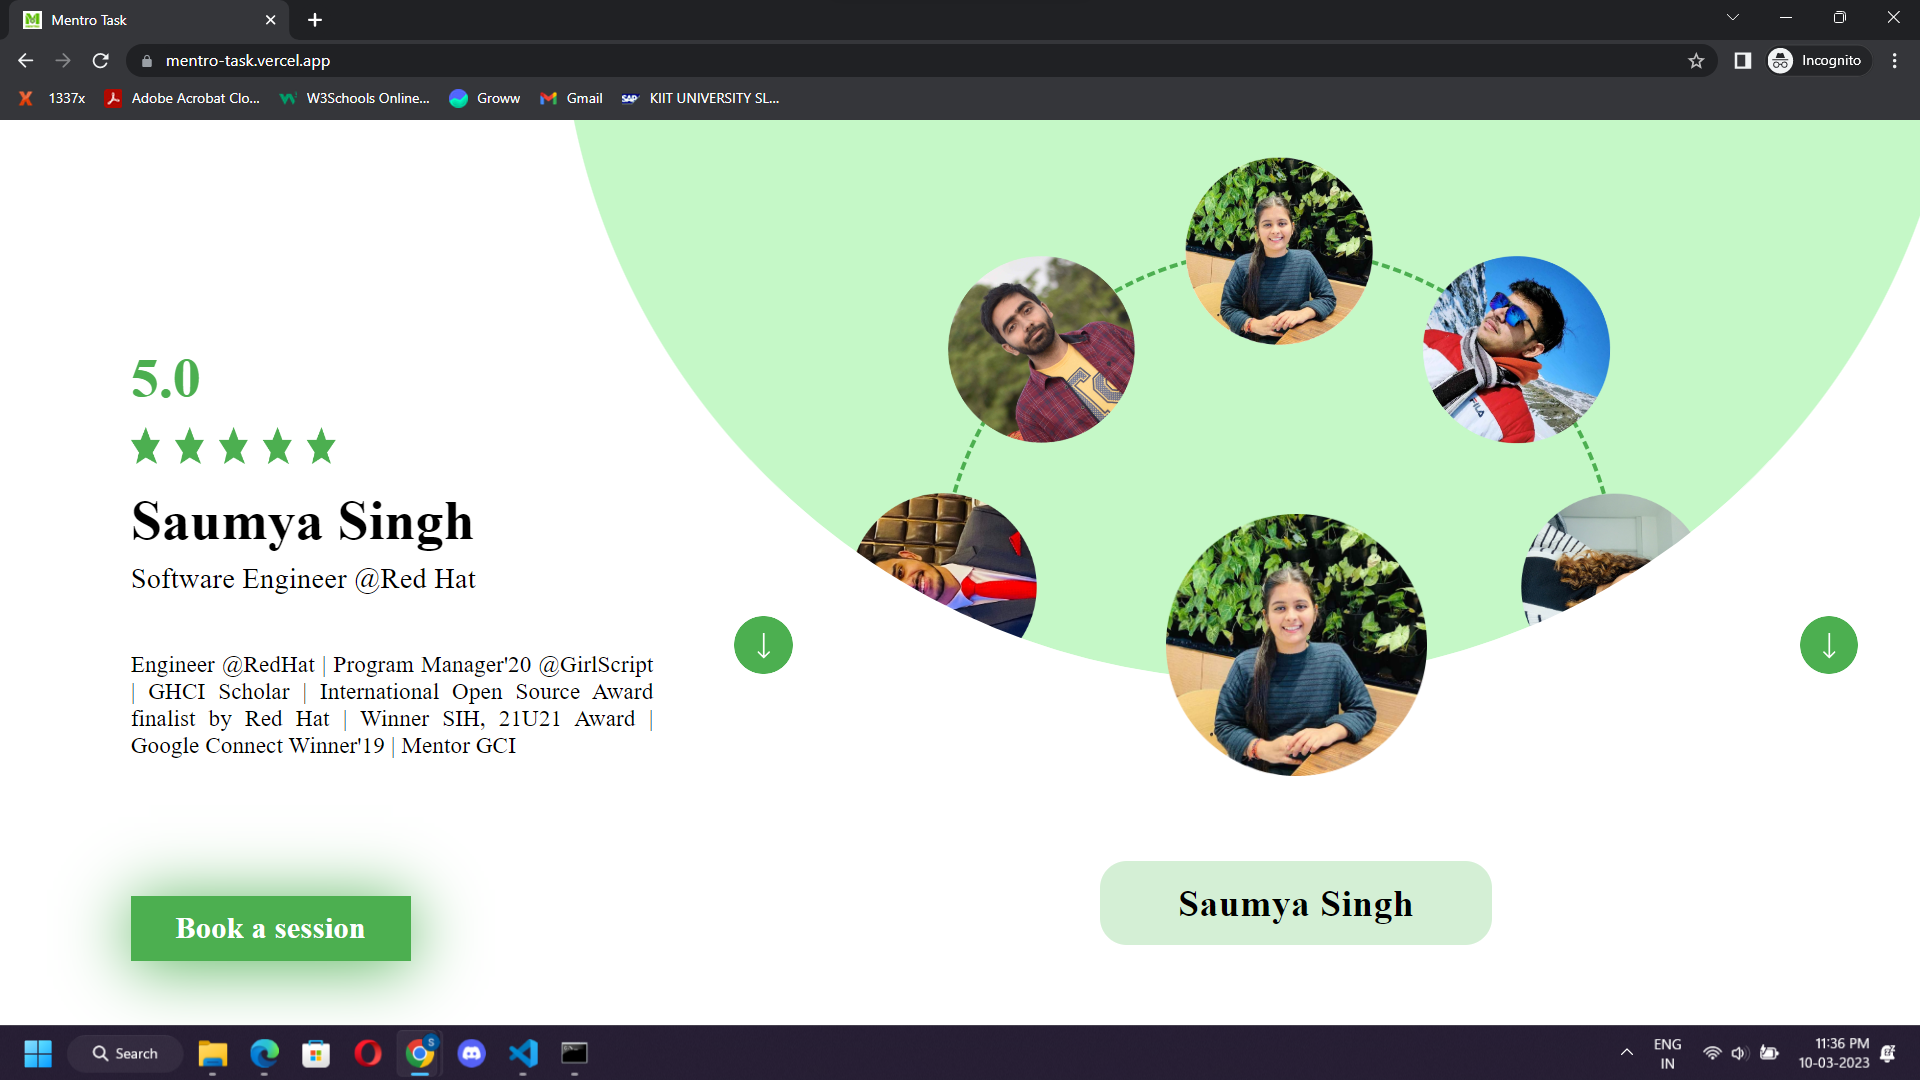 Mentro Task
mentro-task.vercel.app
Incognito
1337x
Adobe Acrobat Clo...
W3Schools Online...
Groww
Gmail
SAP
KIIT UNIVERSITY SL...
5.0
Saumya Singh
Software Engineer @Red Hat
Engineer @RedHat | Program Manager'20 @GirlScript
| GHCI Scholar | International Open Source Award
finalist by Red Hat | Winner SIH, 21U21 Award |
Google Connect Winner'19 | Mentor GCI
Book a session
FILA
Saumya Singh
Search
S
ENG
IN
11:36 PM
10-03-2023